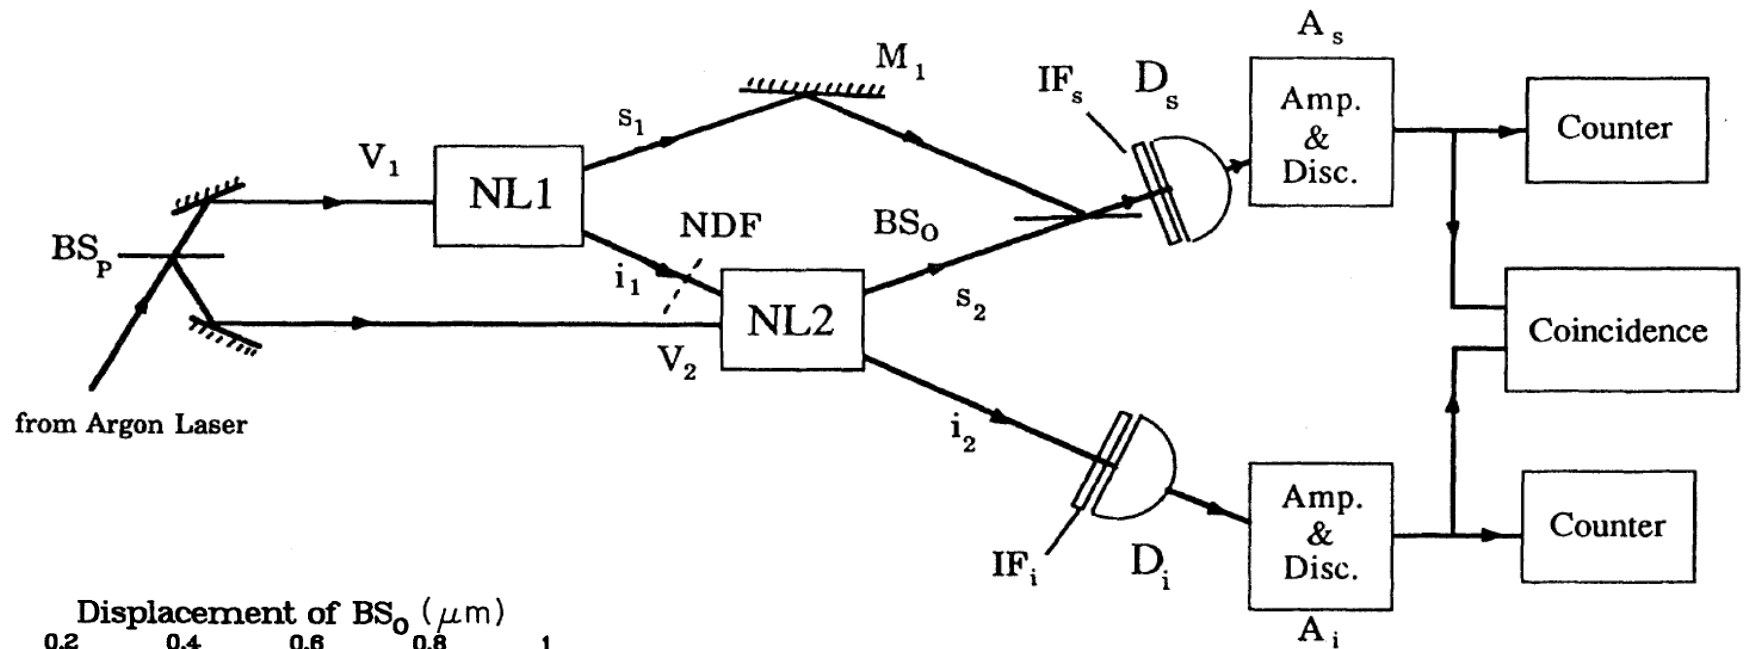 A s
M 1
IF s
D s
Amp.
&
Disc.
Counter
s 1
V 1
NL1
NDF
BS O
BS P
i 1
s 2
NL2
Coincidence
V 2
from Argon Laser
i 2
Amp.
&
Disc.
Counter
IF i
D i
A i
Displacement of BS O (μm)
0.2 0.4 0.6 0.8 1